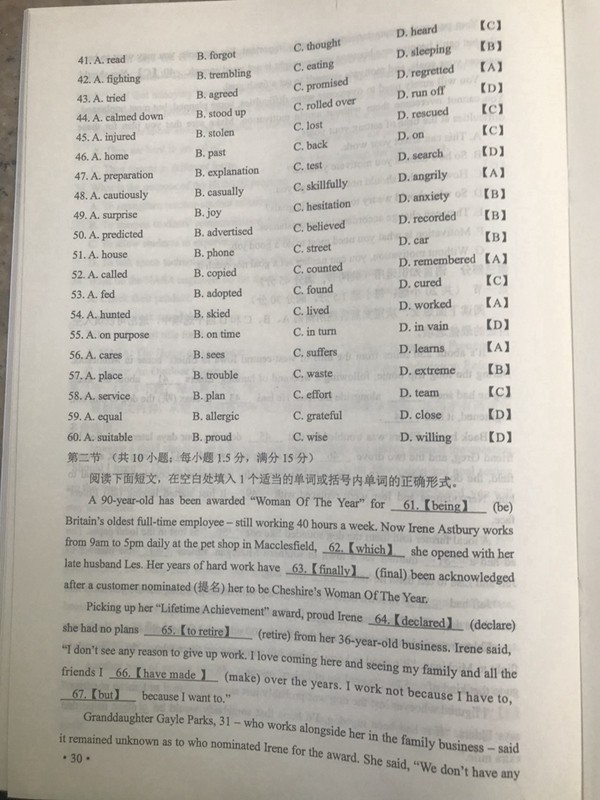 41. A. read B. forgot C. thought D. heard 【C】
42. A. fighting B. trembling C. eating D. sleeping 【B】
43. A. tried B. agreed C. promised D. regretted 【A】
44. A. calmed down B. stood up C. rolled over D. run off 【D】
45. A. injured B. stolen C. lost D. rescued 【C】
46. A. home B. past C. back D. on 【C】
47. A. preparation B. explanation C. test D. search 【D】
48. A. cautiously B. casually C. skillfully D. angrily 【A】
49. A. surprise B. joy C. hesitation D. anxiety 【B】
50. A. predicted B. advertised C. believed D. recorded 【B】
51. A. house B. phone C. street D. car 【B】
52. A. called B. copied C. counted D. remembered 【A】
53. A. fed B. adopted C. found D. cured 【C】
54. A. hunted B. skied C. lived D. worked 【A】
55. A. on purpose B. on time C. in turn D. in vain 【D】
56. A. cares B. sees C. suffers D. learns 【A】
57. A. place B. trouble C. waste D. extreme 【B】
58. A. service B. plan C. effort D. team 【C】
59. A. equal B. allergic C. grateful D. close 【D】
60. A. suitable B. proud C. wise D. willing 【D】
第二节 (共 10 小题; 每小题 1.5 分, 满分 15 分)
阅读下面短文, 在空白处填入 1 个适当的单词或括号内单词的正确形式。
A 90-year-old has been awarded “Woman Of The Year” for 61.【being】 (be)
Britain's oldest full-time employee – still working 40 hours a week. Now Irene Astbury works
from 9am to 5pm daily at the pet shop in Macclesfield, 62.【which】 she opened with her
late husband Les. Her years of hard work have 63.【finally】 (final) been acknowledged
after a customer nominated (提名) her to be Cheshire's Woman Of The Year.
Picking up her “Lifetime Achievement” award, proud Irene 64.【declared】 (declare)
she had no plans 65.【to retire】 (retire) from her 36-year-old business. Irene said,
“I don't see any reason to give up work. I love coming here and seeing my family and all the
friends I 66.【have made 】 (make) over the years. I work not because I have to,
67.【but】 because I want to.”
Granddaughter Gayle Parks, 31 – who works alongside her in the family business – said
it remained unknown as to who nominated Irene for the award. She said, “We don't have any
·30·